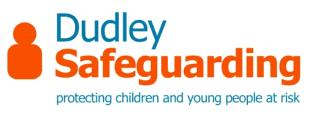 Dudley
Safeguarding
protecting children and young people at risk